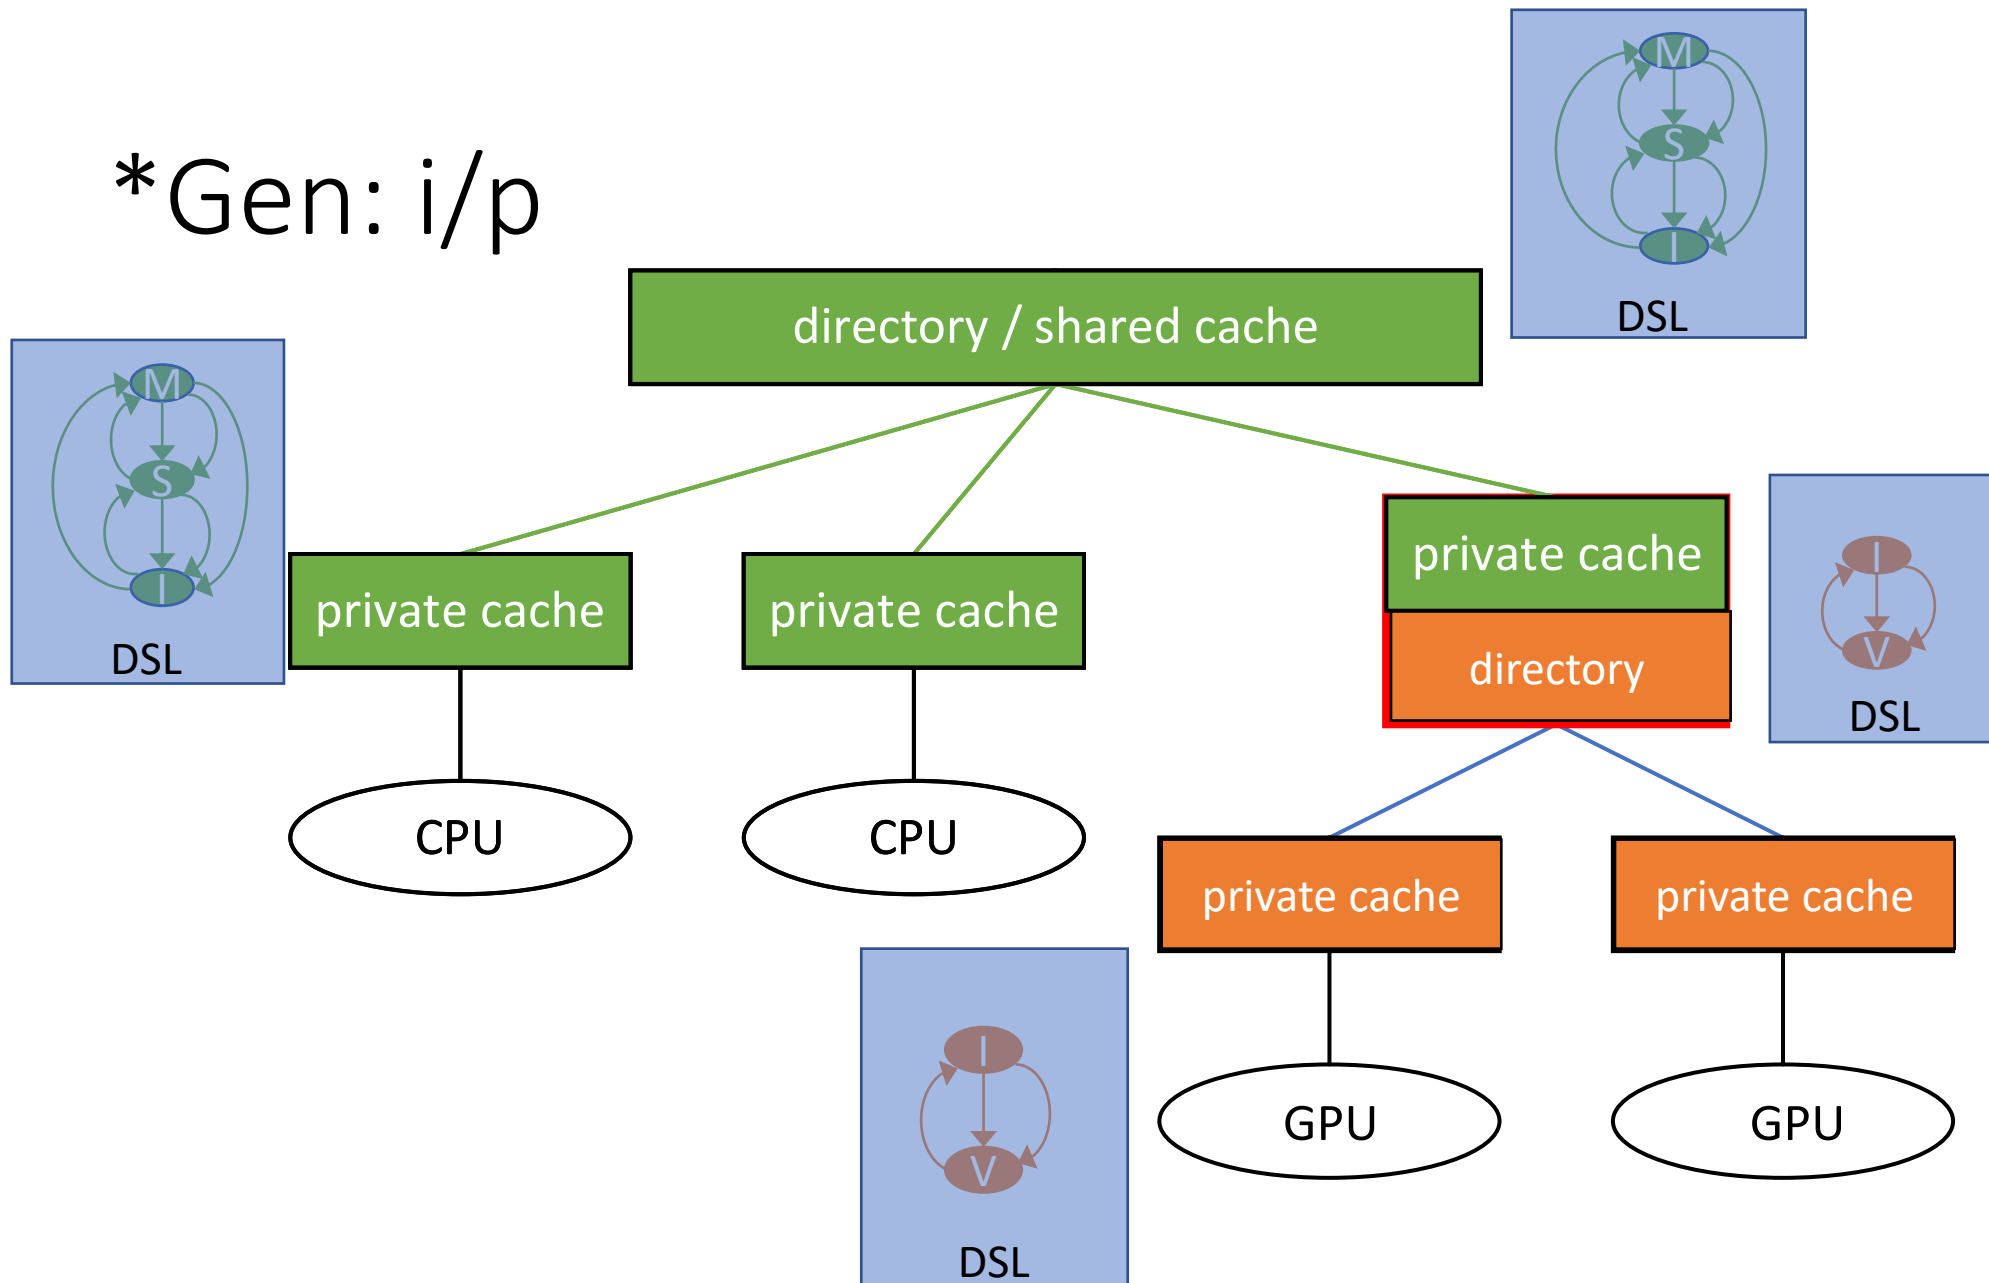 *Gen: i/p
M
S
I
DSL
directory / shared cache
M
S
I
DSL
private cache
private cache
private cache
directory
I
V
DSL
CPU
CPU
private cache
private cache
I
V
DSL
GPU
GPU